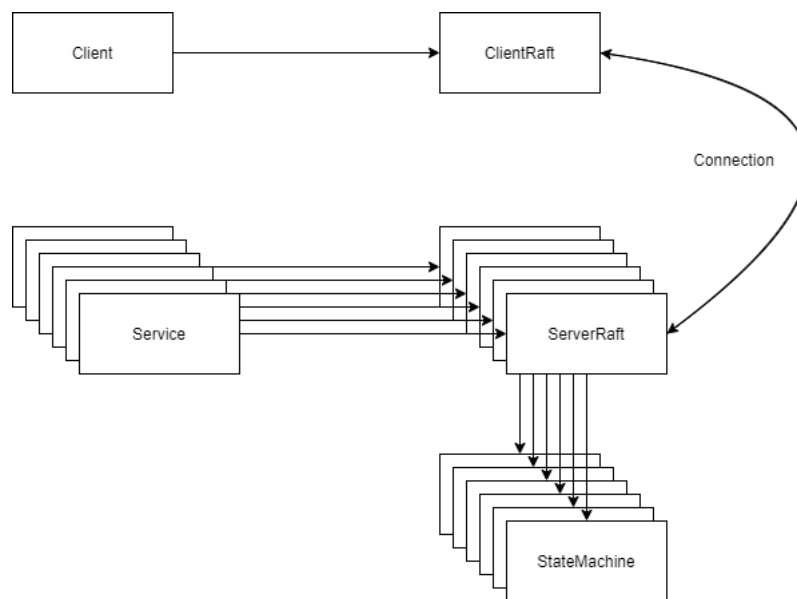 Client
ClientRaft
Connection
Service
ServerRaft
StateMachine